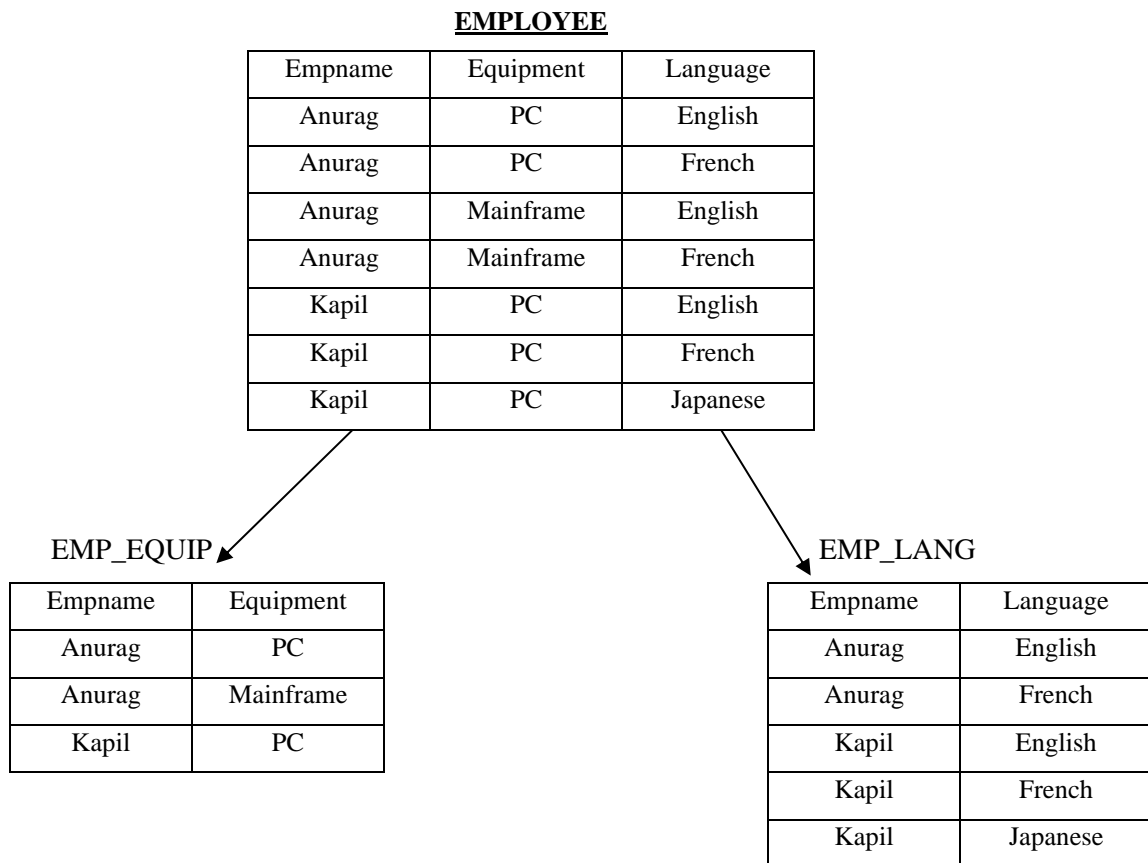 EMPLOYEE
Empname Equipment Language
Anurag PC English
Anurag PC French
Anurag Mainframe English
Anurag Mainframe French
Kapil PC English
Kapil PC French
Kapil PC Japanese
EMP_EQUIP
Empname Equipment
Anurag PC
Anurag Mainframe
Kapil PC
EMP_LANG
Empname Language
Anurag English
Anurag French
Kapil English
Kapil French
Kapil Japanese